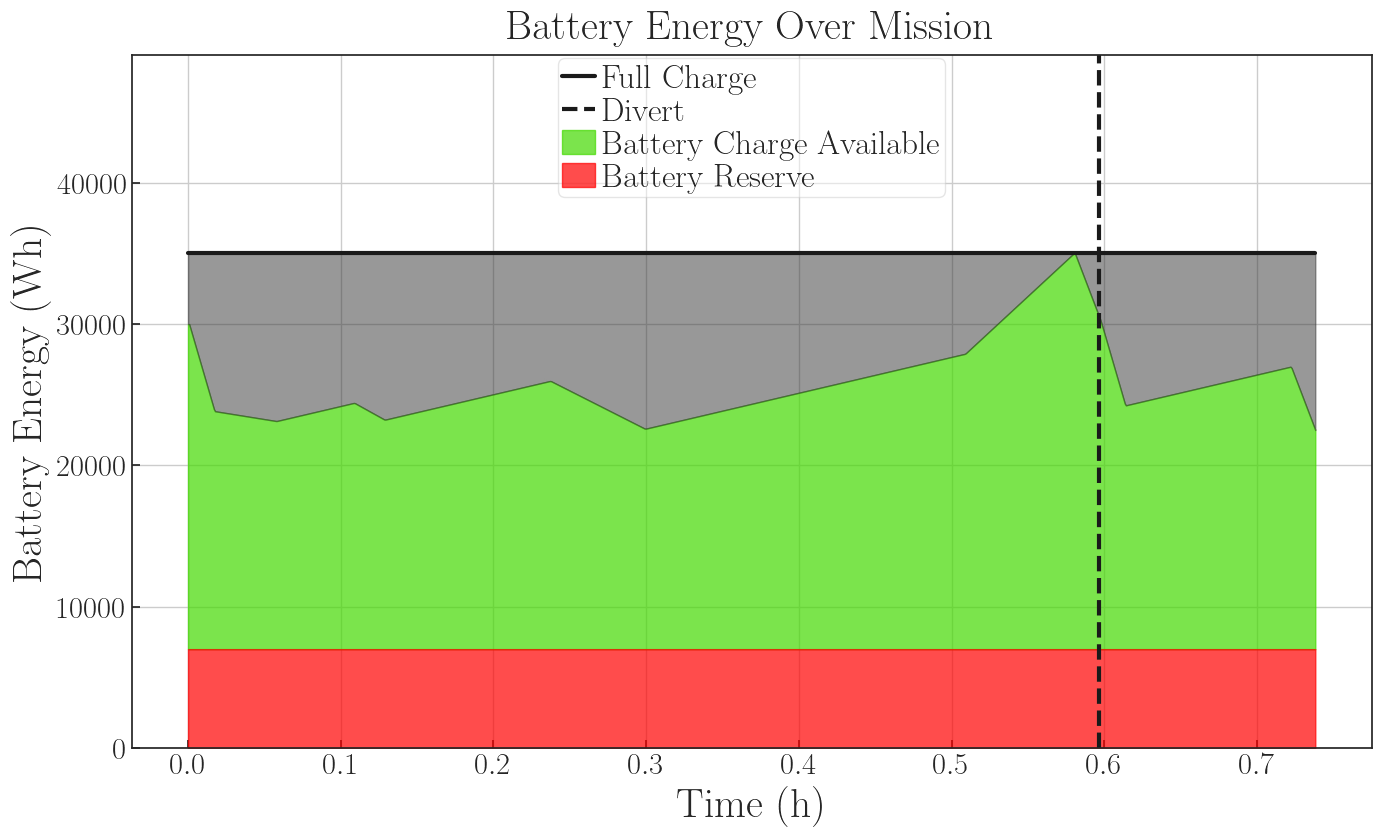 Battery Energy Over Mission
Full Charge
Divert
Battery Charge Available
Battery Reserve
Battery Energy (Wh)
40000
30000
20000
10000
0
0.0 0.1 0.2 0.3 0.4 0.5 0.6 0.7
Time (h)